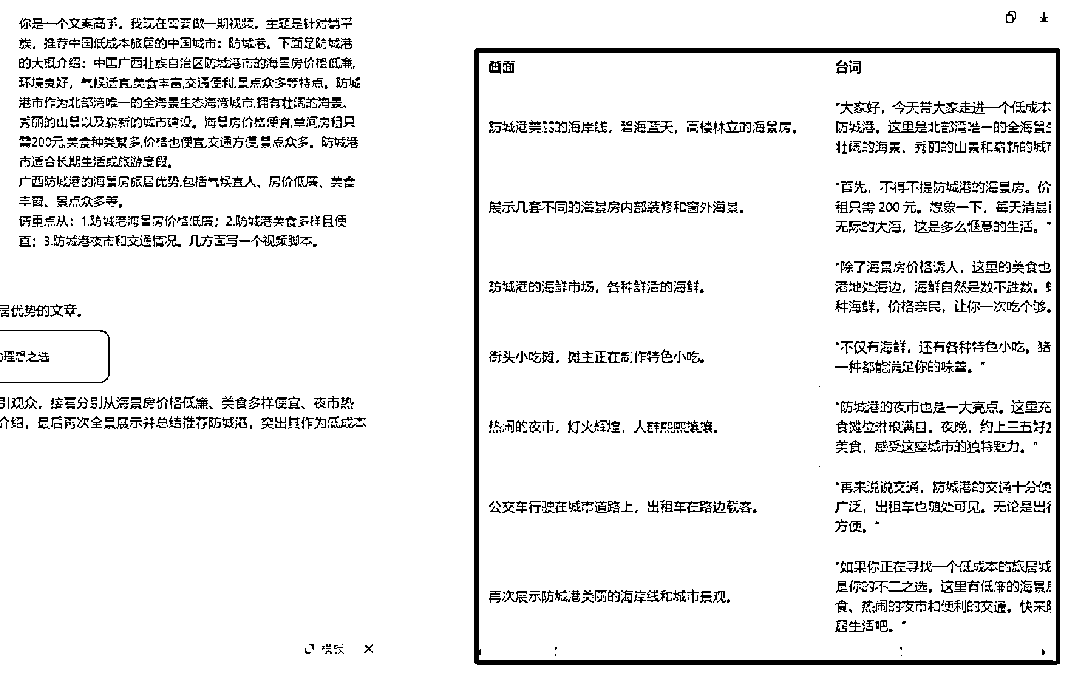 你是一个文案高手，我现在需要做一期视频，主题是针对躺平
族，推荐中国低成本旅居的中国城市：防城港。下面是防城港
的大概介绍：中国广西壮族自治区防城港市的海景房价格低廉,
环境良好，气候适宜,美食丰富,交通便利,景点众多等特点。防城
港市作为北部湾唯一的全海景生态海湾城市,拥有壮阔的海景、
秀丽的山景以及崭新的城市建设。海景房价格便宜,单间房租只
需200元,美食种类繁多,价格也便宜,交通方便,景点众多。防城港
市适合长期生活或旅游度假。
广西防城港的海景房旅居优势,包括气候宜人、房价低廉、美食
丰富、景点众多等。
请重点从：1.防城港海景房价格低廉；2.防城港美食多样且便
宜；3.防城港夜市和交通情况。几方面写一个视频脚本。
居优势的文章。
理想之选
引观众，接着分别从海景房价格低廉、美食多样便宜、夜市热
介绍，最后再次全景展示并总结推荐防城港，突出其作为低成本
模板
画面 台词
防城港美丽的海岸线，碧海蓝天，高楼林立的海景房。
“大家好，今天带大家走进一个低成本
防城港。这里是北部湾唯一的全海景
壮阔的海景、秀丽的山景和崭新的城
展示几套不同的海景房内部装修和窗外海景。
“首先，不得不提防城港的海景房。价
租只需 200 元。想象一下，每天清晨
无际的大海，这是多么惬意的生活。”
防城港的海鲜市场，各种鲜活的海鲜。
“除了海景房价格诱人，这里的美食也
港地处海边，海鲜自然是数不胜数。
种海鲜，价格亲民，让你一次吃个够。
街头小吃摊，摊主正在制作特色小吃。
“不仅有海鲜，还有各种特色小吃。猪
一种都能满足你的味蕾。”
热闹的夜市，灯火辉煌，人群熙熙攘攘。
“防城港的夜市也是一大亮点。这里充
食摊位琳琅满目。夜晚，约上三五好
美食，感受这座城市的独特魅力。”
公交车行驶在城市道路上，出租车在路边载客。
“再来说说交通，防城港的交通十分便
广泛，出租车也随处可见。无论是出行
方便。”
再次展示防城港美丽的海岸线和城市景观。
“如果你正在寻找一个低成本的旅居城
是你的不二之选。这里有低廉的海景
食、热闹的夜市和便利的交通。快来
居生活吧。”